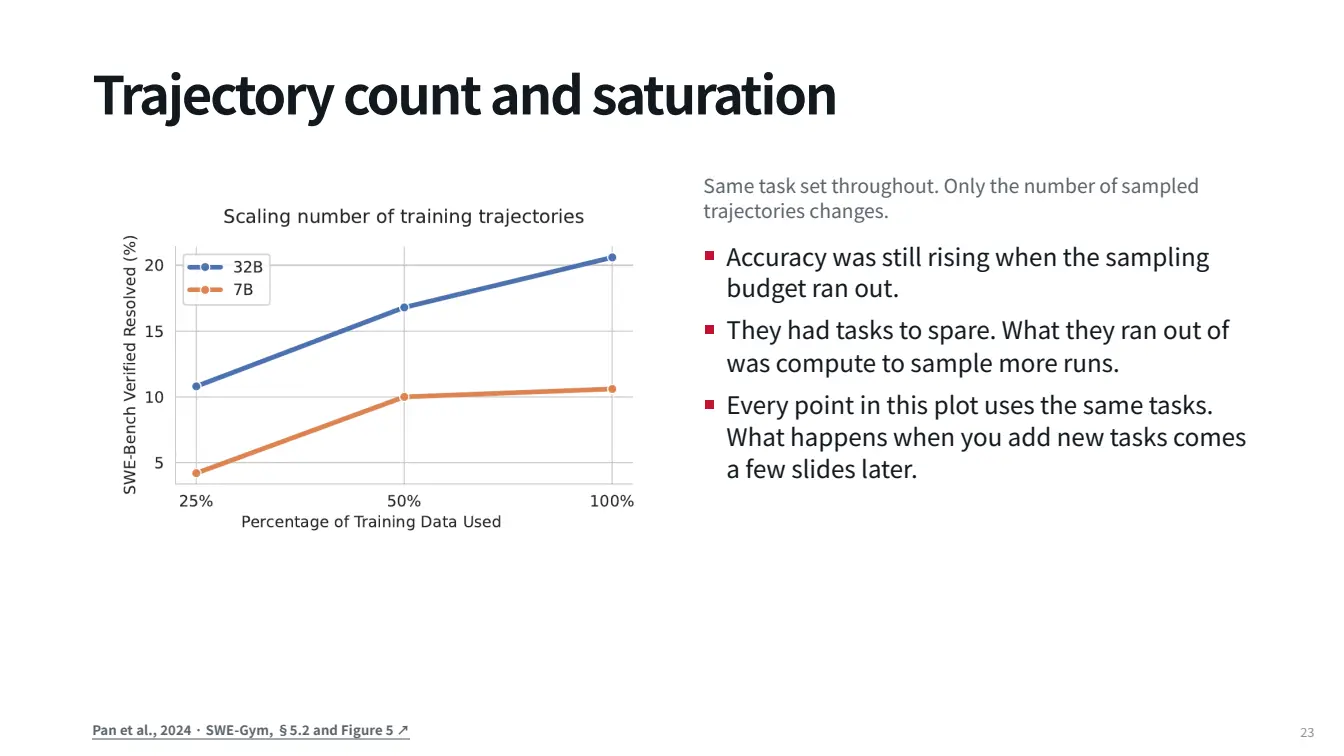 Trajectory count and saturation
Same task set throughout. Only the number of sampled
trajectories changes.
Scaling number of training trajectories
SWE-Bench Verified Resolved (%)
20
15
10
5
32B
7B
25%
50%
100%
Percentage of Training Data Used
▪ Accuracy was still rising when the sampling
budget ran out.
▪ They had tasks to spare. What they ran out of
was compute to sample more runs.
▪ Every point in this plot uses the same tasks.
What happens when you add new tasks comes
a few slides later.
Pan et al., 2024 · SWE-Gym, §5.2 and Figure 5 ↗
23